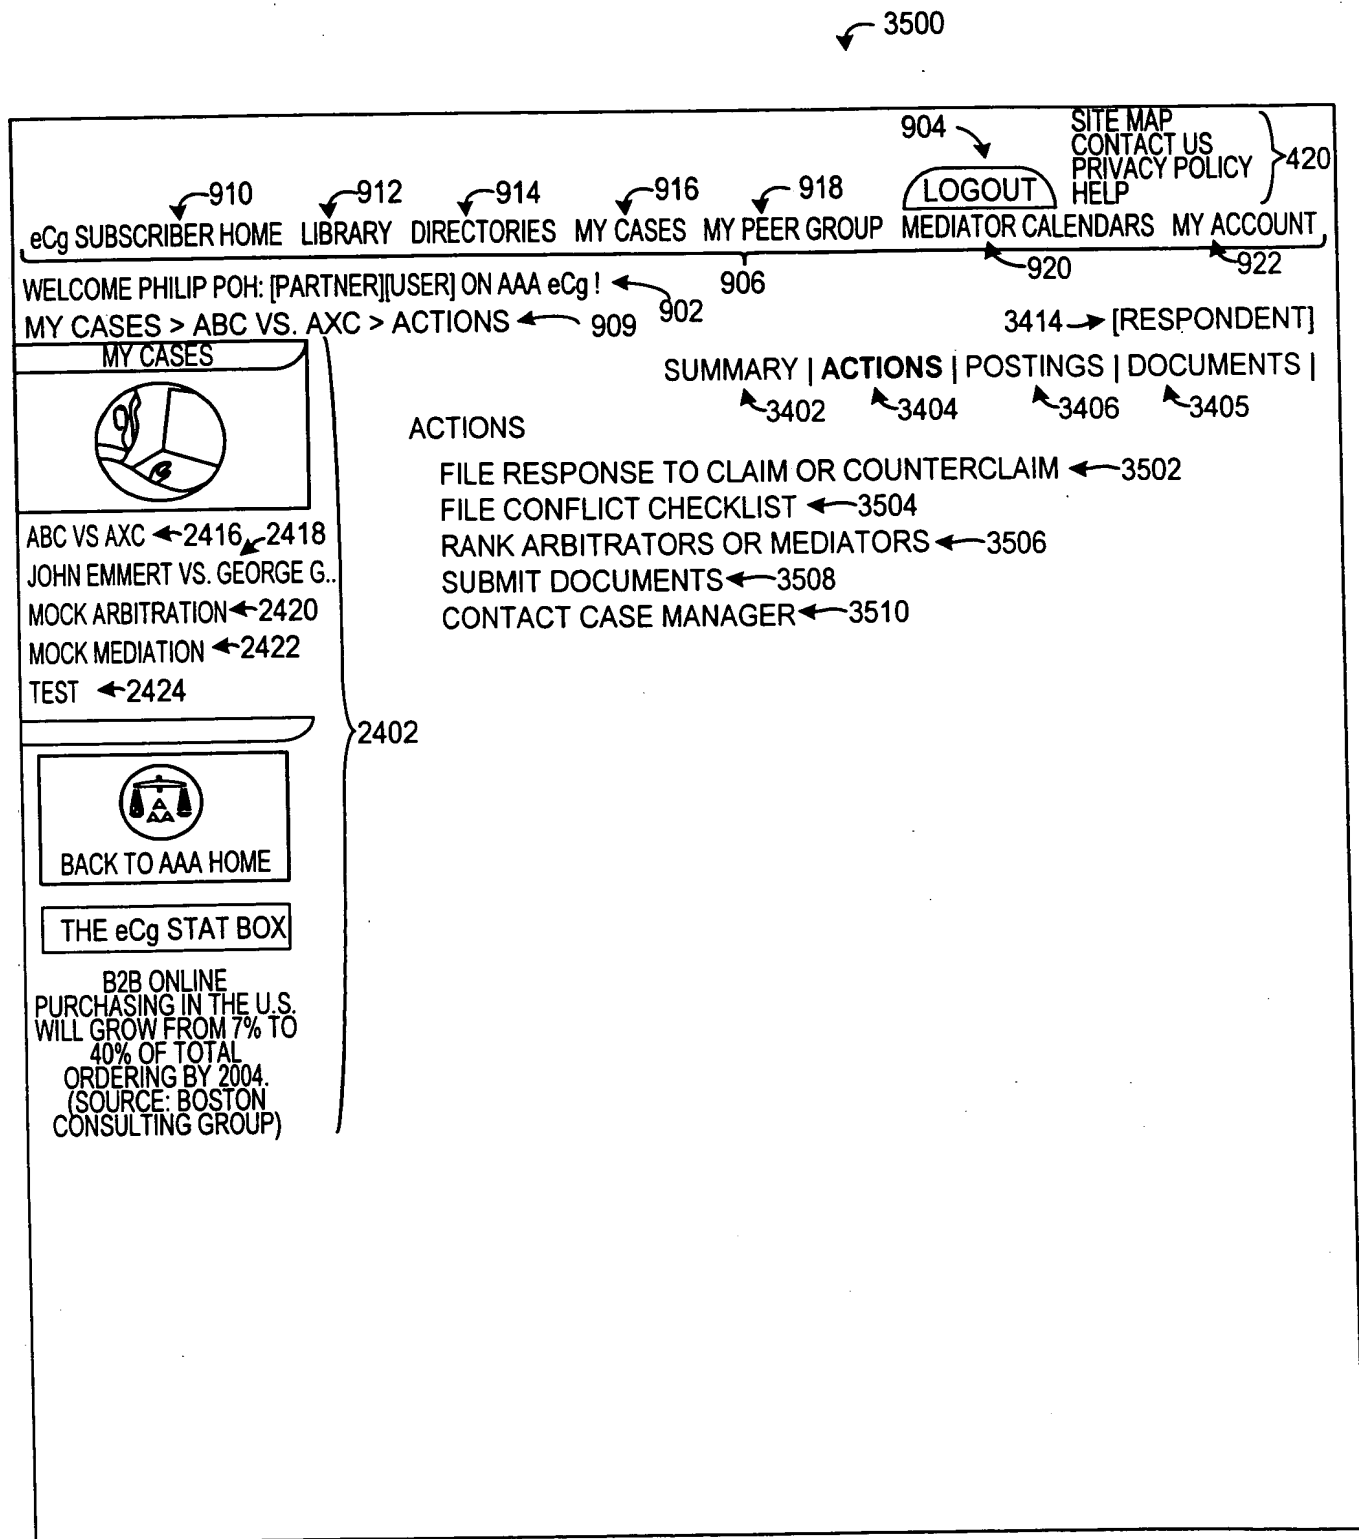 3500
904
SITE MAP
CONTACT US
PRIVACY POLICY
HELP
420
910 912 914 916 918
LOGOUT
eCg SUBSCRIBER HOME LIBRARY DIRECTORIES MY CASES MY PEER GROUP MEDIATOR CALENDARS MY ACCOUNT
906 920 922
WELCOME PHILIP POH: [PARTNER][USER] ON AAA eCg ! 902
MY CASES > ABC VS. AXC > ACTIONS 909
3414 [RESPONDENT]
MY CASES
SUMMARY | ACTIONS | POSTINGS | DOCUMENTS |
3402 3404 3406 3405
ACTIONS
FILE RESPONSE TO CLAIM OR COUNTERCLAIM 3502
FILE CONFLICT CHECKLIST 3504
RANK ARBITRATORS OR MEDIATORS 3506
SUBMIT DOCUMENTS 3508
CONTACT CASE MANAGER 3510
ABC VS AXC 2416 2418
JOHN EMMERT VS. GEORGE G..
MOCK ARBITRATION 2420
MOCK MEDIATION 2422
TEST 2424
2402
A
AA
BACK TO AAA HOME
THE eCg STAT BOX
B2B ONLINE
PURCHASING IN THE U.S.
WILL GROW FROM 7% TO
40% OF TOTAL
ORDERING BY 2004.
(SOURCE: BOSTON
CONSULTING GROUP)